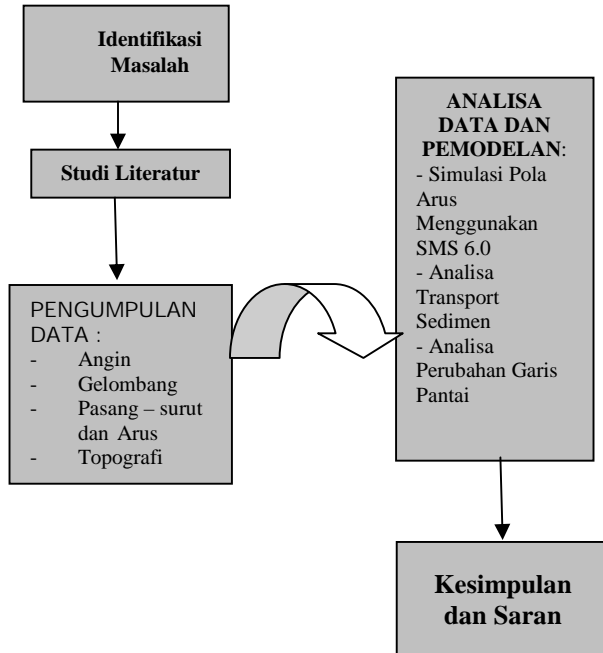 Identifikasi
Masalah
Studi Literatur
PENGUMPULAN
DATA :
- Angin
- Gelombang
- Pasang – surut
dan Arus
- Topografi
ANALISA
DATA DAN
PEMODELAN:
- Simulasi Pola
Arus
Menggunakan
SMS 6.0
- Analisa
Transport
Sedimen
- Analisa
Perubahan Garis
Pantai
Kesimpulan
dan Saran